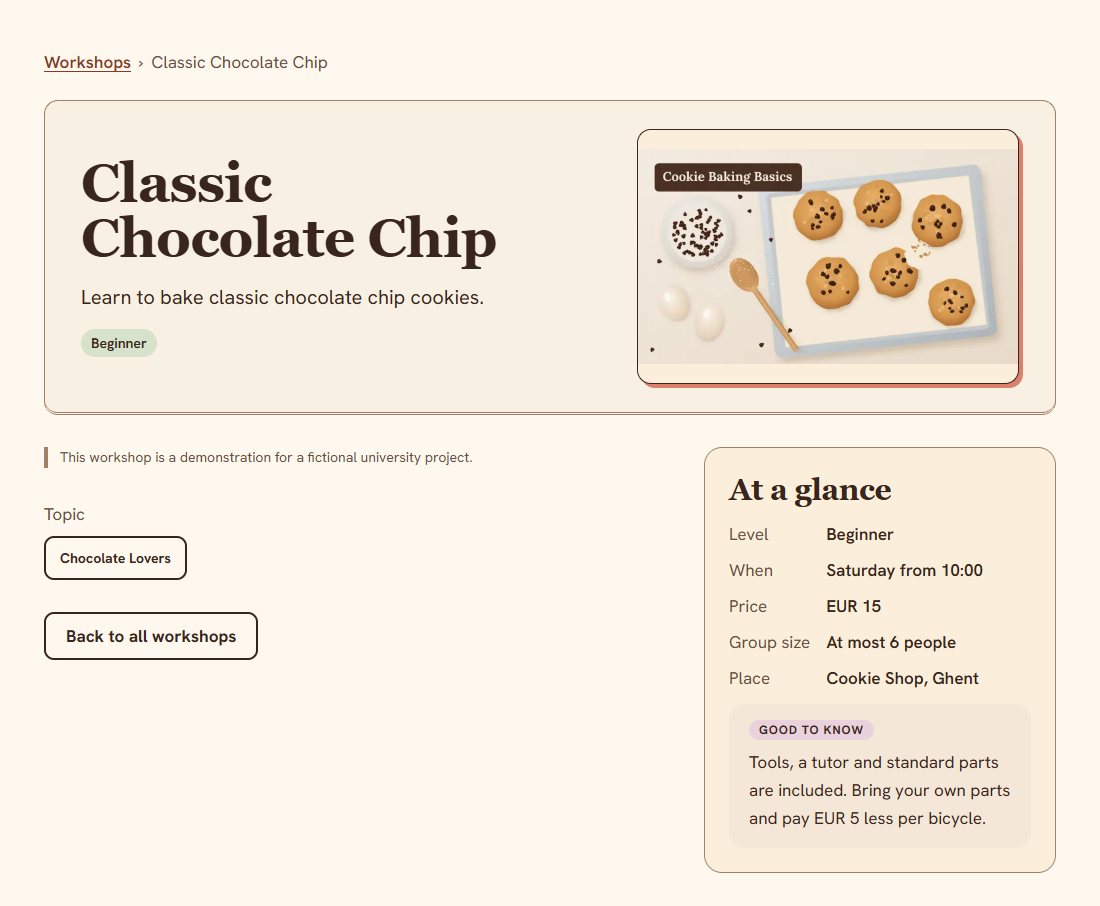 Workshops › Classic Chocolate Chip
Classic
Chocolate Chip
Learn to bake classic chocolate chip cookies.
Beginner
Cookie Baking Basics
This workshop is a demonstration for a fictional university project.
Topic
Chocolate Lovers
Back to all workshops
At a glance
Level Beginner
When Saturday from 10:00
Price EUR 15
Group size At most 6 people
Place Cookie Shop, Ghent
GOOD TO KNOW
Tools, a tutor and standard parts
are included. Bring your own parts
and pay EUR 5 less per bicycle.